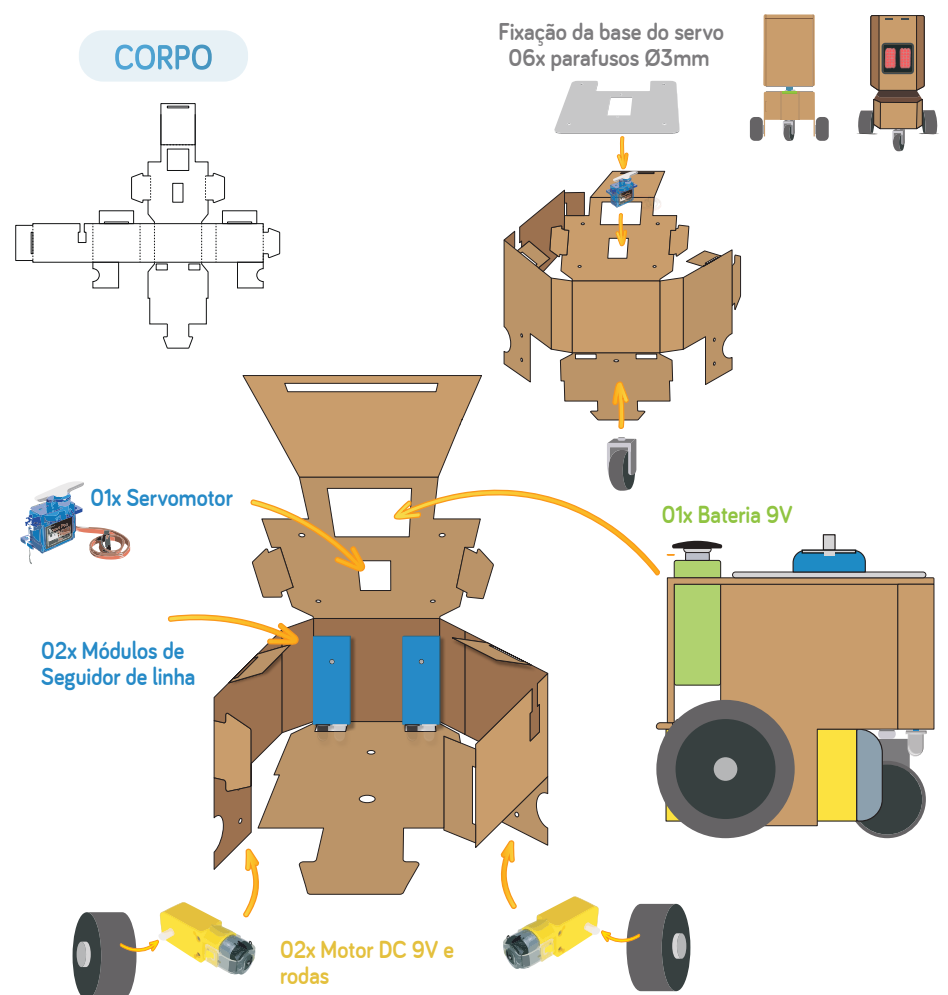 CORPO
Fixação da base do servo
06x parafusos Ø3mm
01x Servomotor
01x Bateria 9V
02x Módulos de
Seguidor de linha
02x Motor DC 9V e
rodas